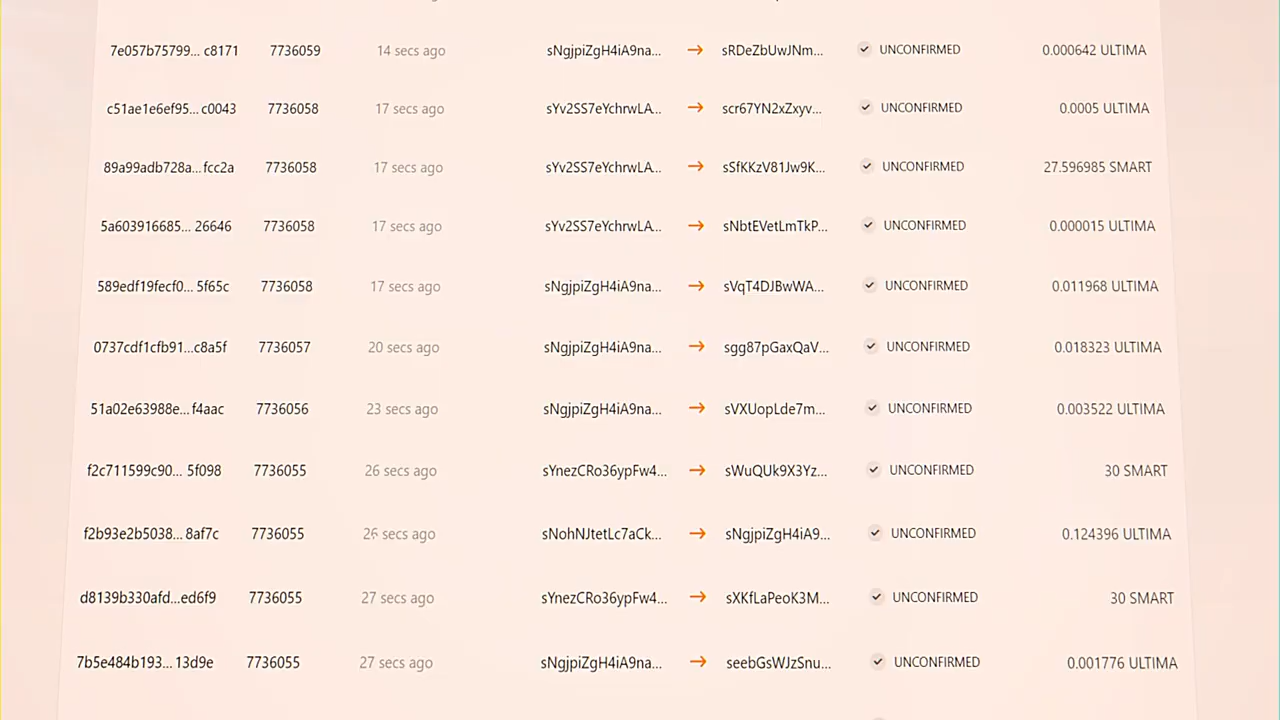 7e057b75799... c8171 7736059 14 secs ago sNgjpiZgH4iA9na... → sRDeZbUwJNm... UNCONFIRMED 0.000642 ULTIMA
c51ae1e6ef95... c0043 7736058 17 secs ago sYv2SS7eYchrwLA... → scr67YN2xZxyv... UNCONFIRMED 0.0005 ULTIMA
89a99adb728a... fcc2a 7736058 17 secs ago sYv2SS7eYchrwLA... → sSfKKzV81Jw9K... UNCONFIRMED 27.596985 SMART
5a603916685... 26646 7736058 17 secs ago sYv2SS7eYchrwLA... → sNbtEVetLmTkP... UNCONFIRMED 0.000015 ULTIMA
589edf19fecf0... 5f65c 7736058 17 secs ago sNgjpiZgH4iA9na... → sVqT4DJBwWA... UNCONFIRMED 0.011968 ULTIMA
0737cdf1cfb91...c8a5f 7736057 20 secs ago sNgjpiZgH4iA9na... → sgg87pGaxQaV... UNCONFIRMED 0.018323 ULTIMA
51a02e63988e... f4aac 7736056 23 secs ago sNgjpiZgH4iA9na... → sVXUopLde7m... UNCONFIRMED 0.003522 ULTIMA
f2c711599c90... 5f098 7736055 26 secs ago sYnezCRo36ypFw4... → sWuQUk9X3Yz... UNCONFIRMED 30 SMART
f2b93e2b5038... 8af7c 7736055 26 secs ago sNohNJtetLc7aCk... → sNgjpiZgH4iA9... UNCONFIRMED 0.124396 ULTIMA
d8139b330afd...ed6f9 7736055 27 secs ago sYnezCRo36ypFw4... → sXKfLaPeoK3M... UNCONFIRMED 30 SMART
7b5e484b193... 13d9e 7736055 27 secs ago sNgjpiZgH4iA9na... → seebGsWJzSnu... UNCONFIRMED 0.001776 ULTIMA